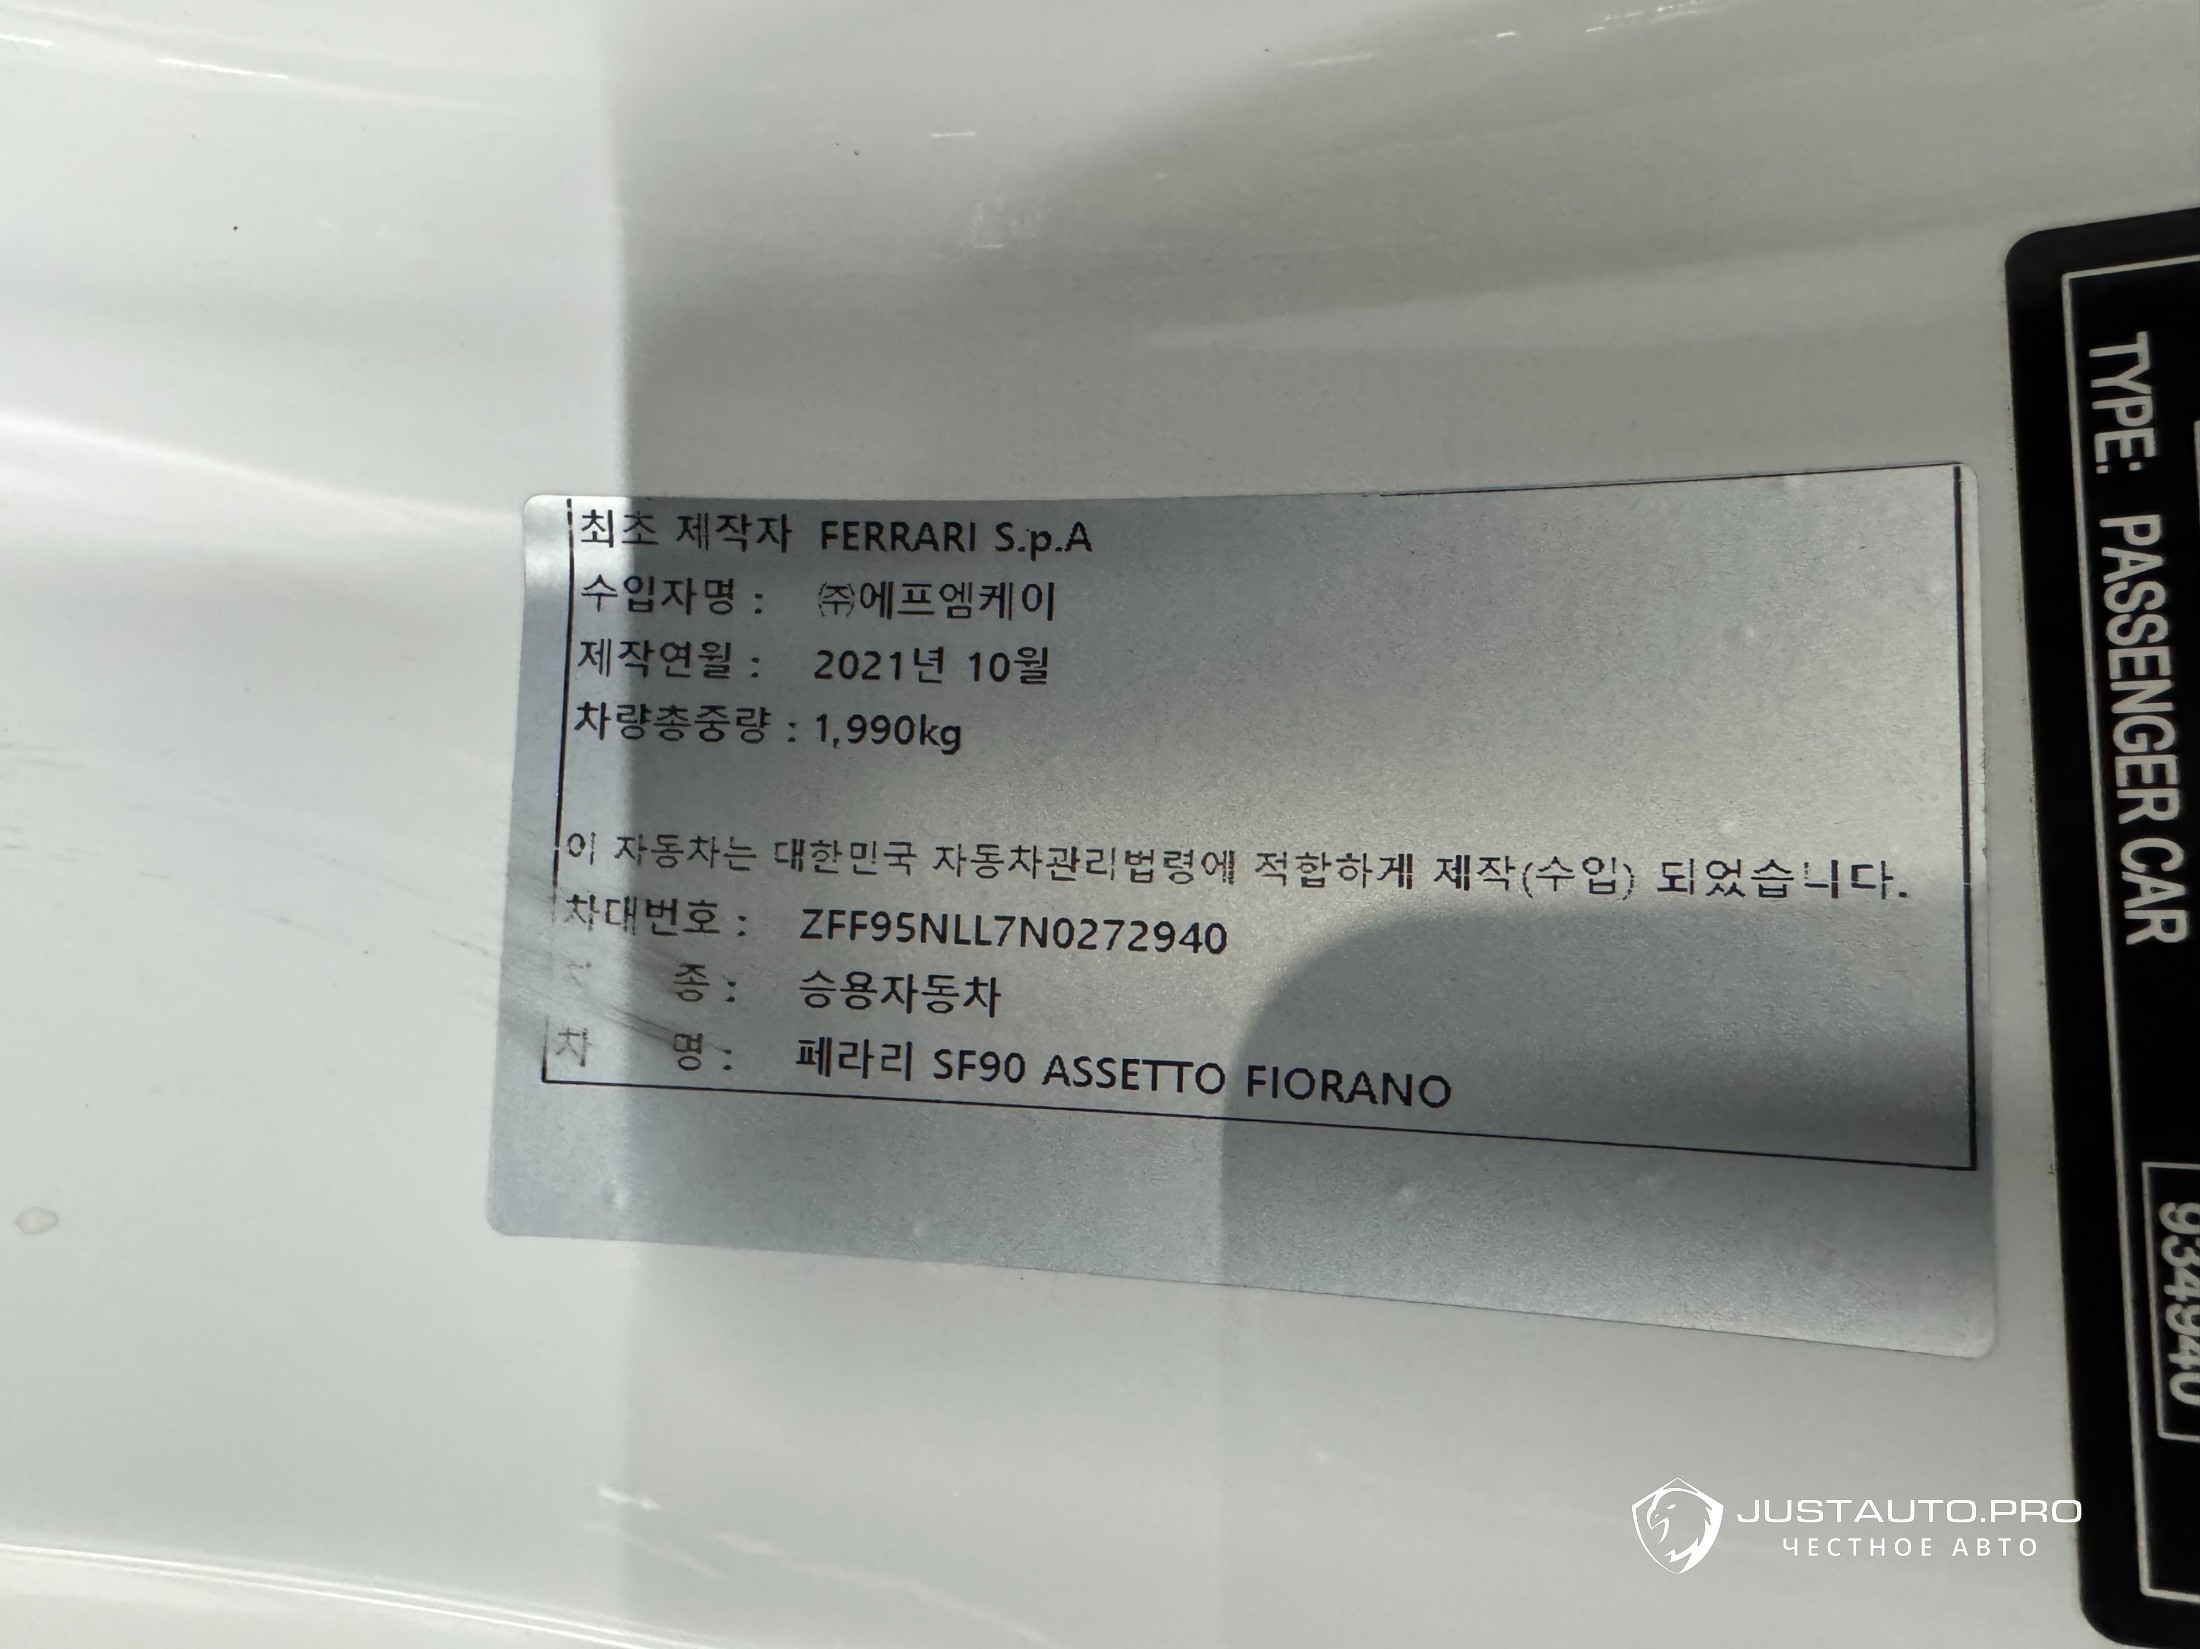 최초 제작자 FERRARI S.p.A
수입자명 : ㈜에프엠케이
제작연월 : 2021년 10월
차량총중량 : 1,990kg
이 자동차는 대한민국 자동차관리법령에 적합하게 제작(수입) 되었습니다.
차대번호 : ZFF95NLL7N0272940
종 : 승용자동차
차 명 : 페라리 SF90 ASSETTO FIORANO
TYPE: PASSENGER CAR
934940
JUSTAUTO.PRO
ЧЕСТНОЕ АВТО